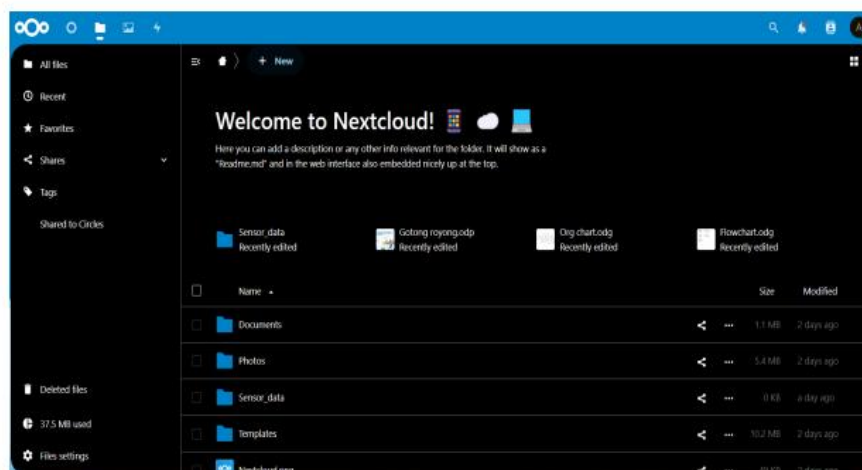 A
All files
Recent
Favorites
Shares
Tags
Shared to Circles
Deleted files
37.5 MB used
Files settings
+ New
Welcome to Nextcloud!
Here you can add a description or any other info relevant for the folder. It will show as a
"Readme.md" and in the web interface also embedded nicely up at the top.
Sensor_data
Recently edited
Gotong royong.odp
Recently edited
Org chart.odg
Recently edited
Flowchart.odg
Recently edited
Name Size Modified
Documents 1.1 MB 2 days ago
Photos 5.4 MB 2 days ago
Sensor_data 0 KB a day ago
Templates 10.2 MB 2 days ago